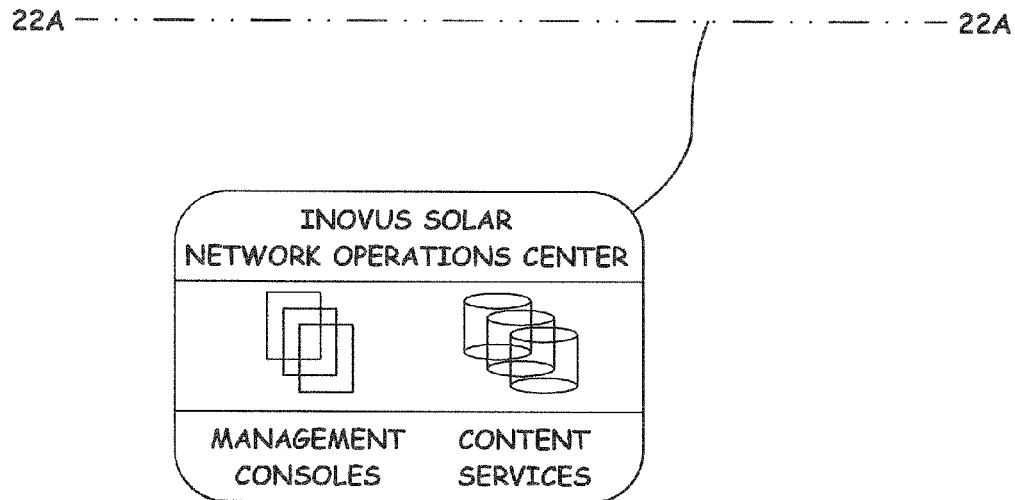 22A 22A
INOVUS SOLAR
NETWORK OPERATIONS CENTER
MANAGEMENT CONTENT
CONSOLES SERVICES